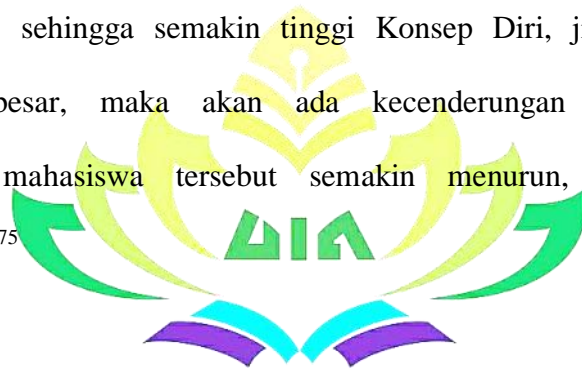 sehingga semakin tinggi Konsep Diri,
besar, maka akan ada kecenderungan
mahasiswa tersebut semakin menurun,
75
UIN